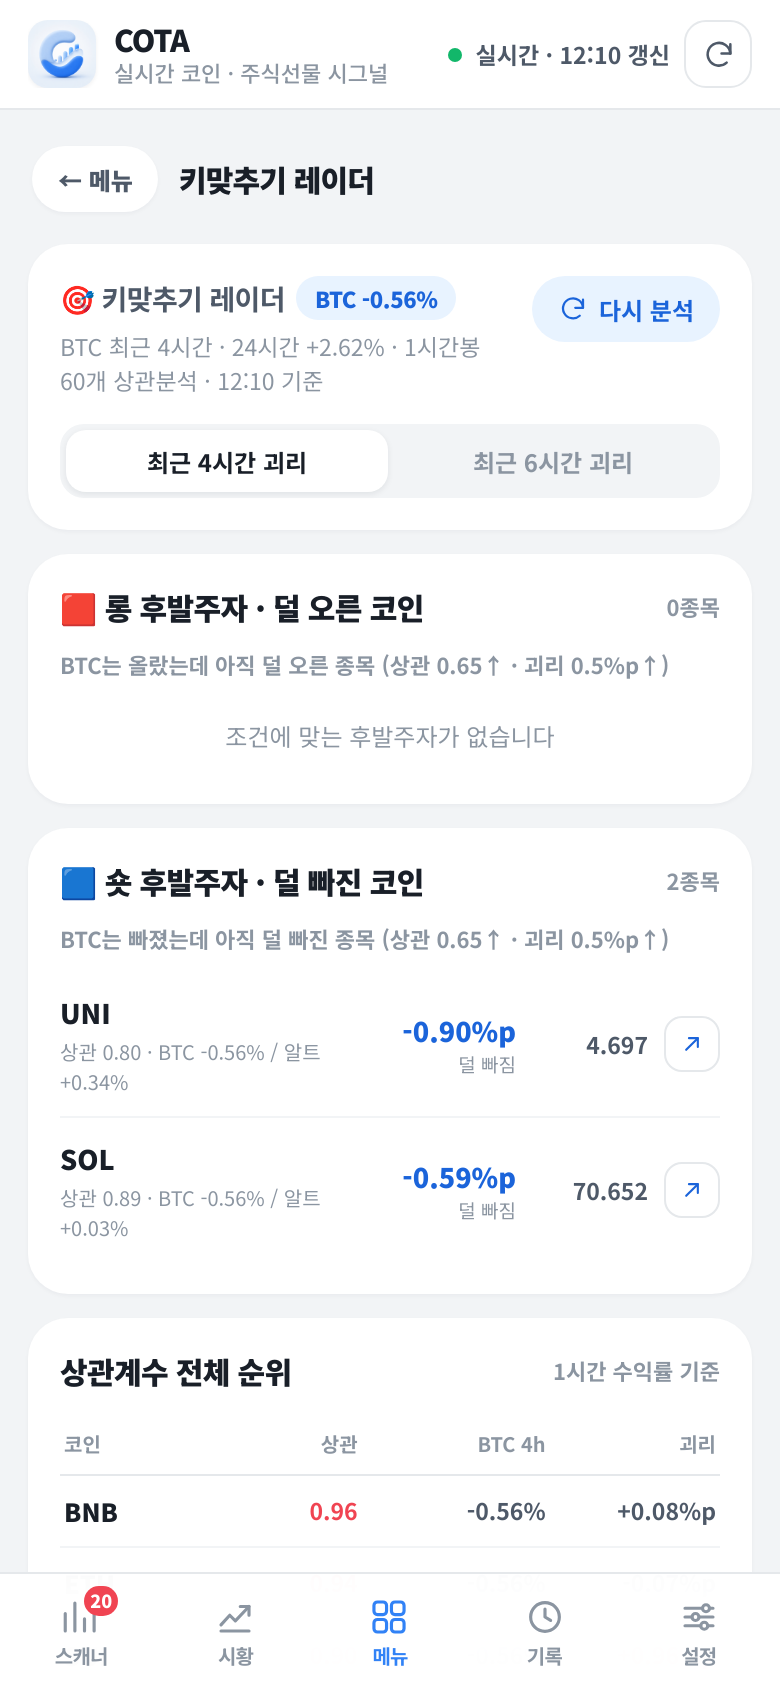 COTA
실시간 코인 · 주식선물 시그널
실시간 · 12:10 갱신
← 메뉴
키맞추기 레이더
키맞추기 레이더
BTC -0.56%
다시 분석
BTC 최근 4시간 · 24시간 +2.62% · 1시간봉
60개 상관분석 · 12:10 기준
최근 4시간 괴리
최근 6시간 괴리
롱 후발주자 · 덜 오른 코인
0종목
BTC는 올랐는데 아직 덜 오른 종목 (상관 0.65↑ · 괴리 0.5%p↑)
조건에 맞는 후발주자가 없습니다
숏 후발주자 · 덜 빠진 코인
2종목
BTC는 빠졌는데 아직 덜 빠진 종목 (상관 0.65↑ · 괴리 0.5%p↑)
UNI
상관 0.80 · BTC -0.56% / 알트
+0.34%
-0.90%p
덜 빠짐
4.697
SOL
상관 0.89 · BTC -0.56% / 알트
+0.03%
-0.59%p
덜 빠짐
70.652
상관계수 전체 순위
1시간 수익률 기준
코인 상관 BTC 4h 괴리
BNB 0.96 -0.56% +0.08%p
20
스캐너
시황
메뉴
기록
설정